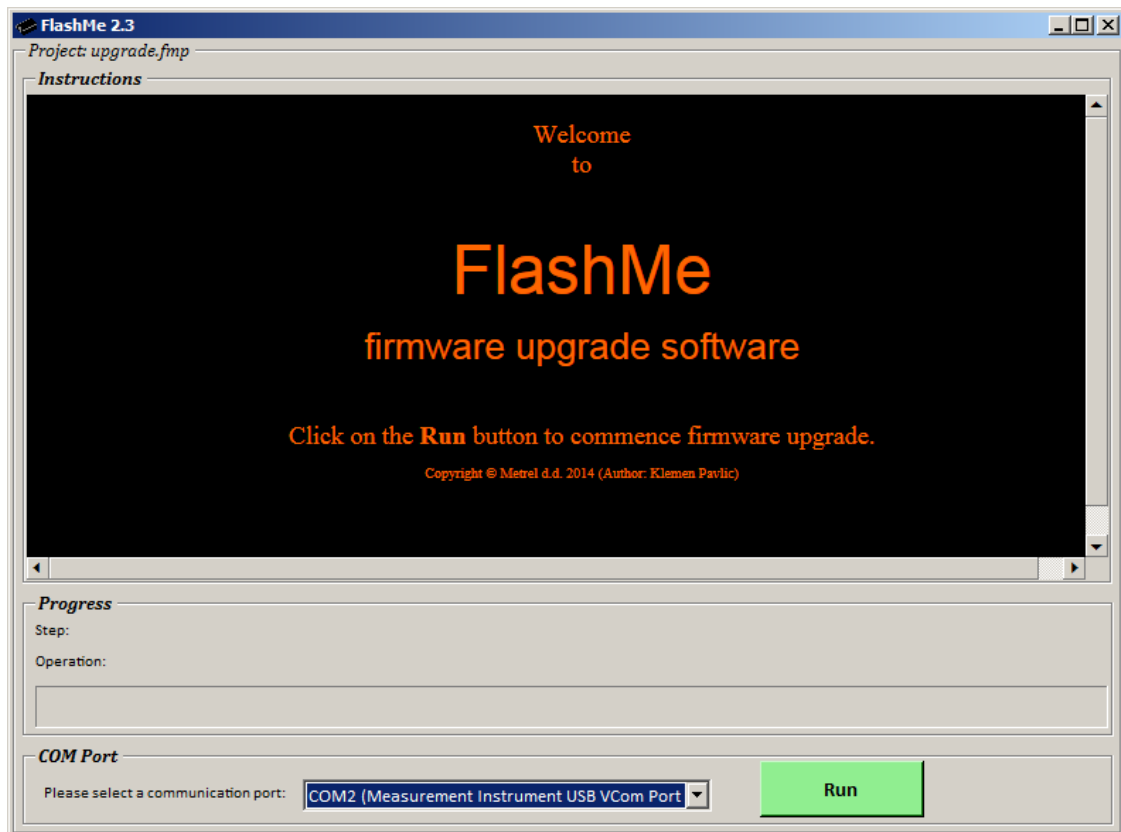 FlashMe 2.3
Project: upgrade.fmp
Instructions
Welcome
to
FlashMe
firmware upgrade software
Click on the Run button to commence firmware upgrade.
Copyright © Metrel d.d. 2014 (Author: Klemen Pavlic)
Progress
Step:
Operation:
COM Port
Please select a communication port:
COM2 (Measurement Instrument USB VCom Port
Run